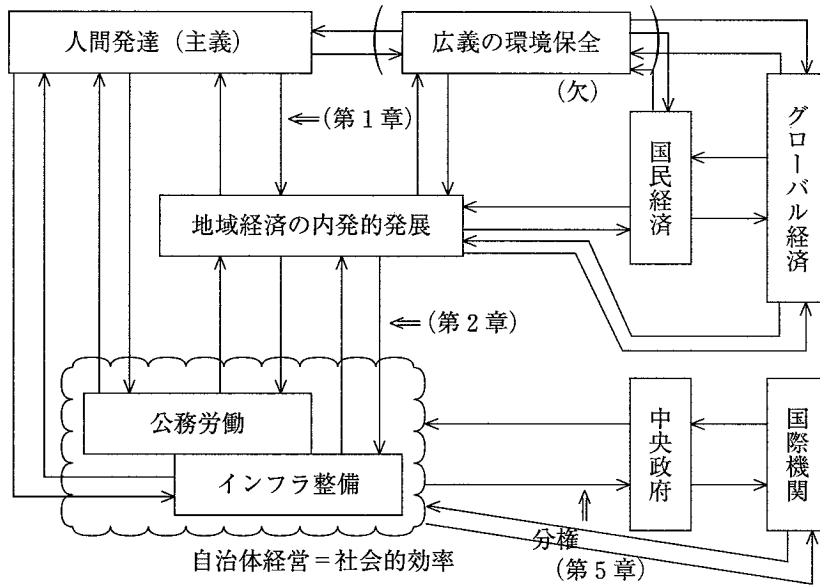 人間発達（主義）
（広義の環境保全）
(欠)
⇐(第1章)
国民経済
グローバル経済
地域経済の内発的発展
⇐(第2章)
公務労働
インフラ整備
中央政府
国際機関
分権
(第5章)
自治体経営＝社会的効率